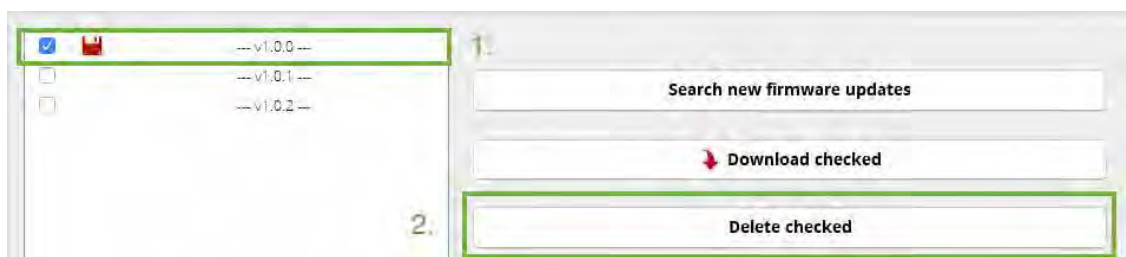 --- v1.0.0 ---
1.
--- v1.0.1 ---
Search new firmware updates
--- v1.0.2 ---
Download checked
2.
Delete checked